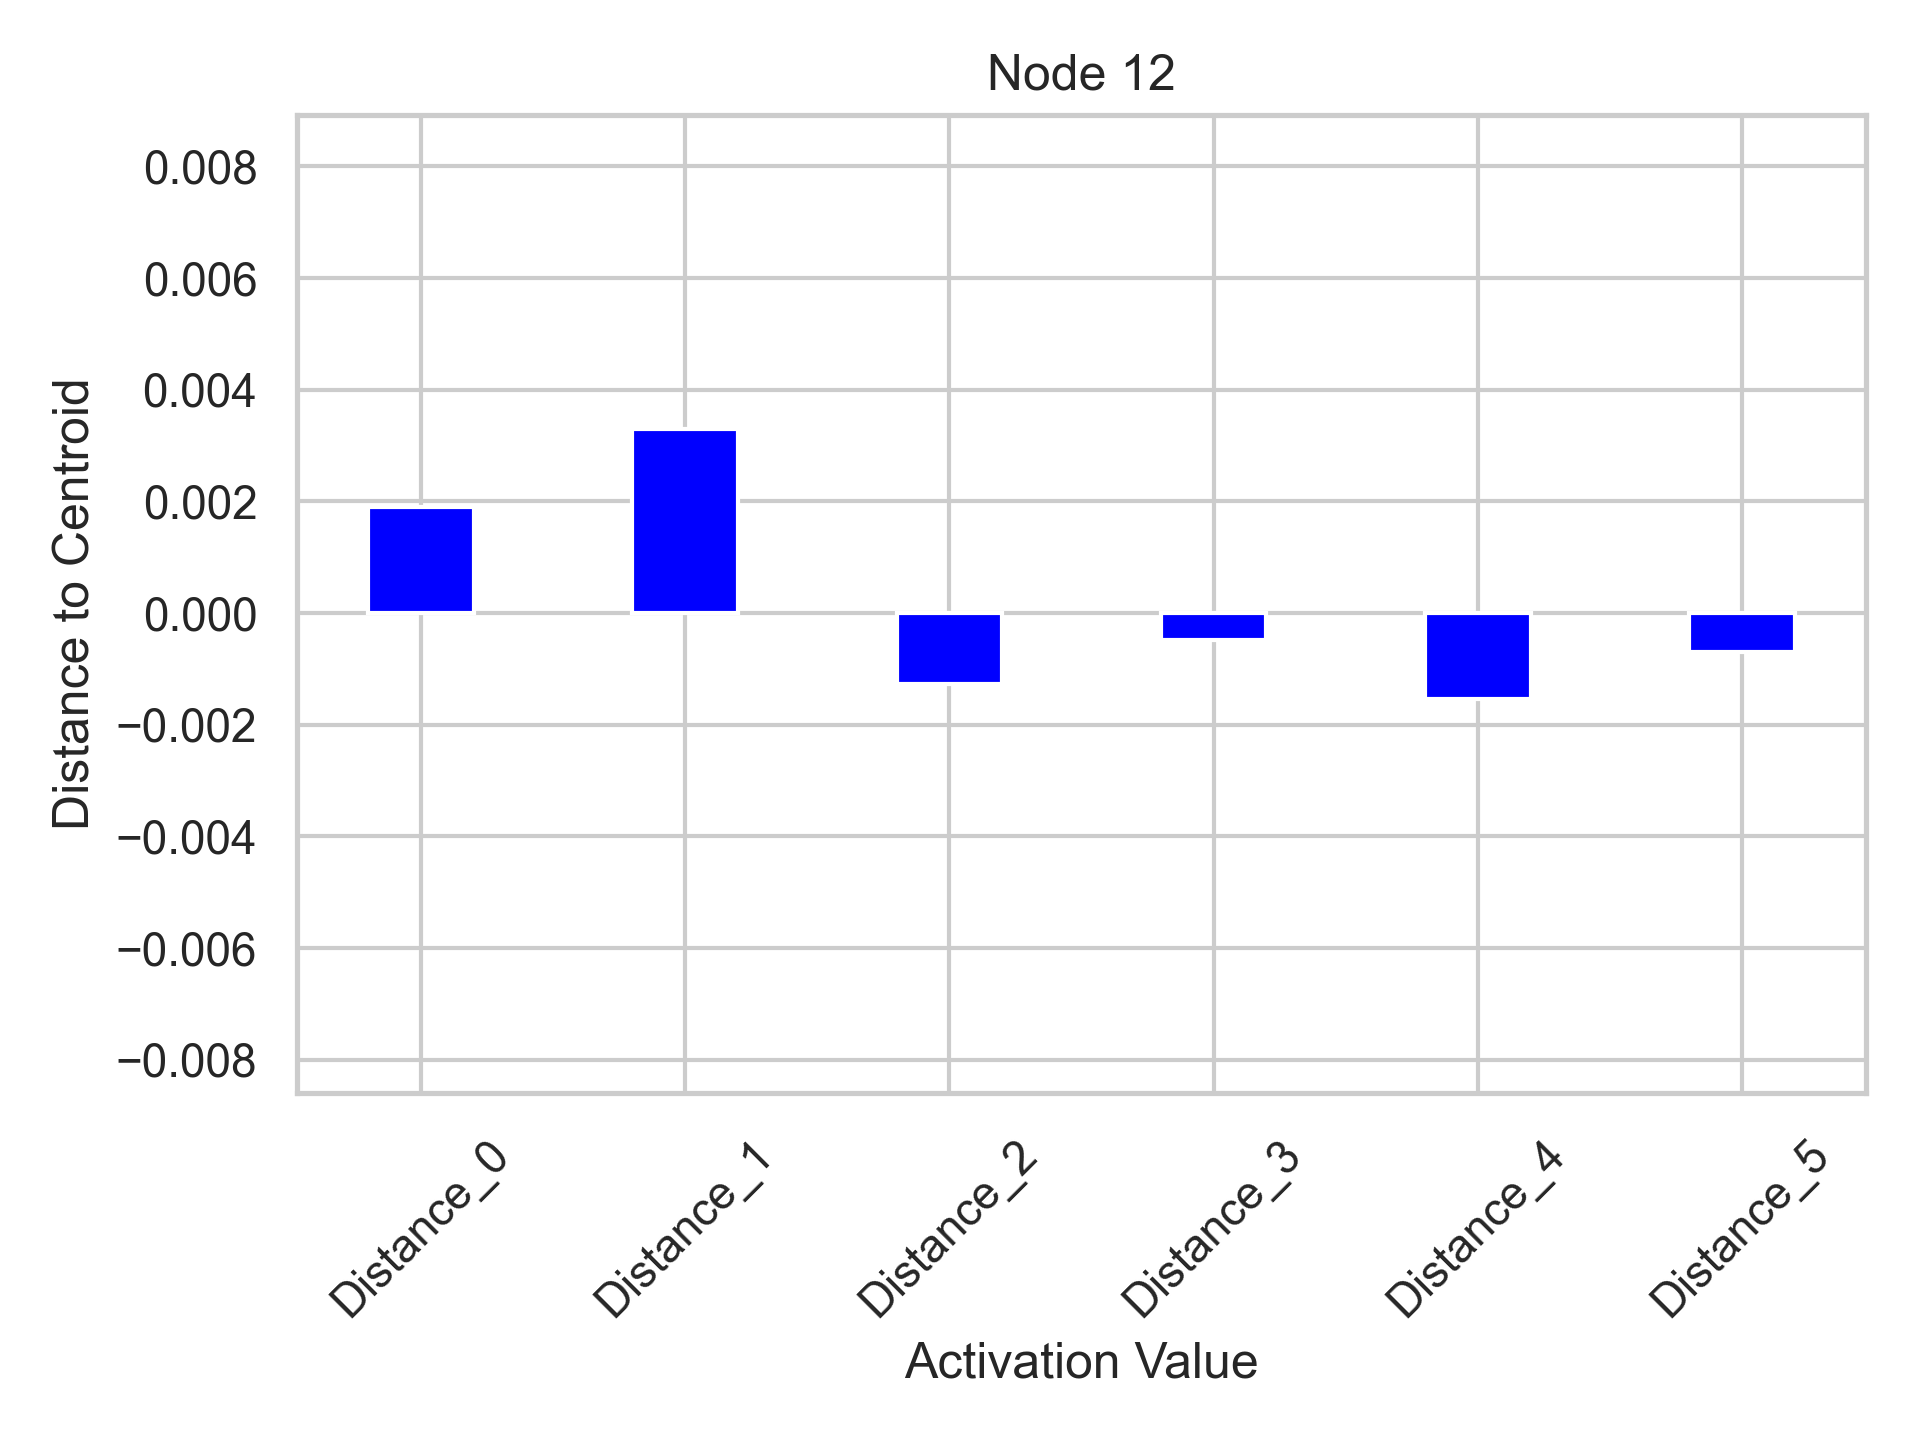 Node 12
0.008
0.006
0.004
0.002
0.000
−0.002
−0.004
−0.006
−0.008
Distance to Centroid
Distance_0
Distance_1
Distance_2
Distance_3
Distance_4
Distance_5
Activation Value